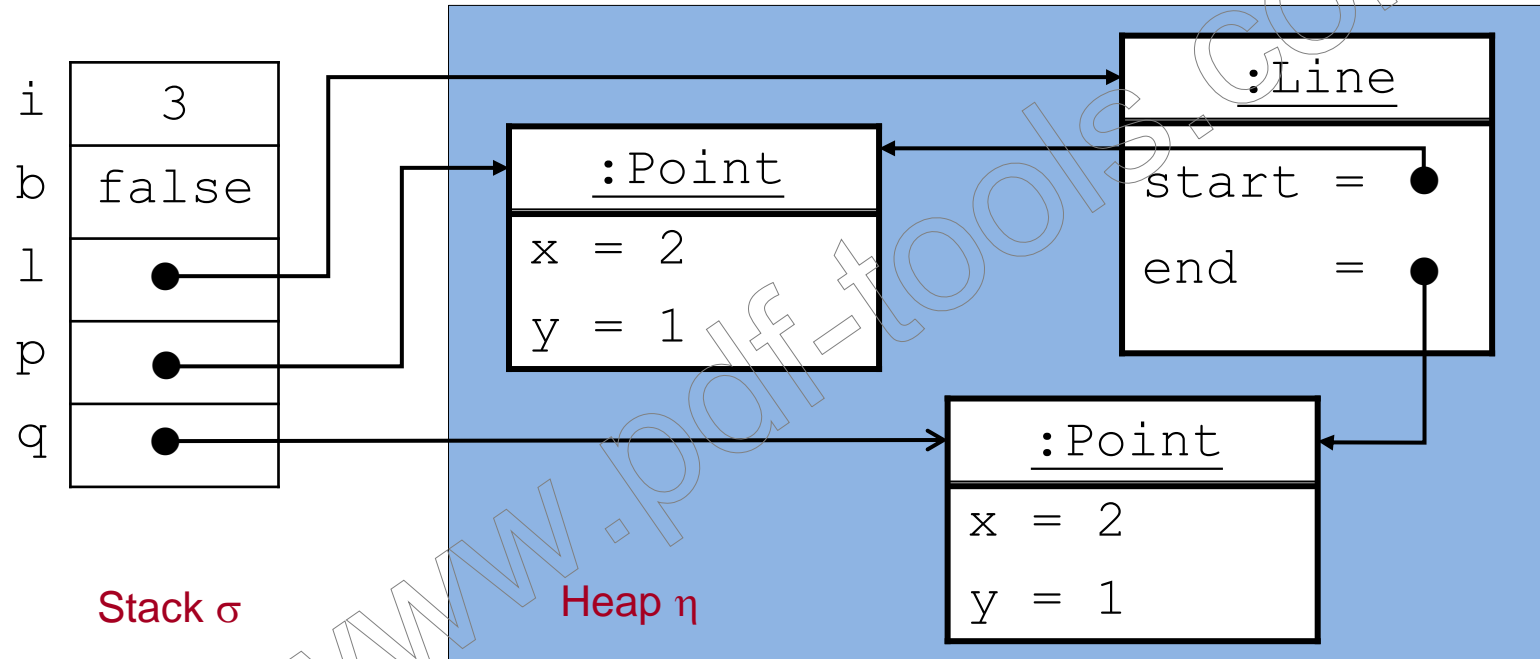 i 3
b false
l
p
q
Stack σ
Heap η
:Point
x = 2
y = 1
:Line
start =
end =
:Point
x = 2
y = 1
www.pdf-tools.co